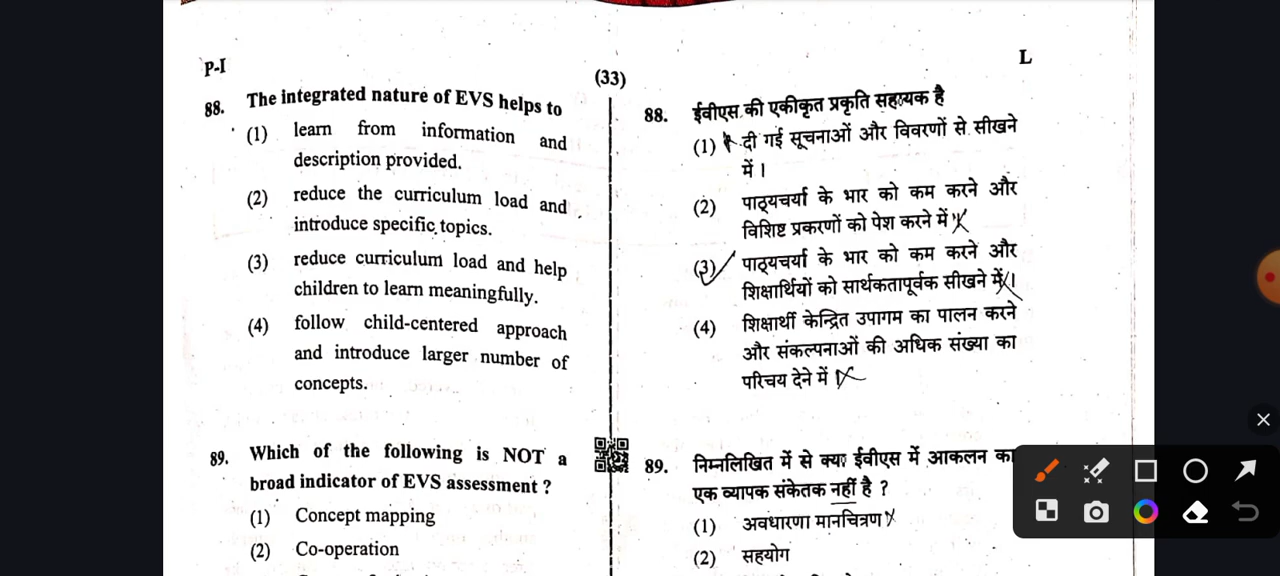 P-I
(33)
L
88. The integrated nature of EVS helps to
(1) learn from information and
description provided.
(2) reduce the curriculum load and
introduce specific topics.
(3) reduce curriculum load and help
children to learn meaningfully.
(4) follow child-centered approach
and introduce larger number of
concepts.
89. Which of the following is NOT a
broad indicator of EVS assessment ?
(1) Concept mapping
(2) Co-operation
88. ईवीएस की एकीकृत प्रकृति सहायक है
(1) दी गई सूचनाओं और विवरणों से सीखने
में ।
(2) पाठ्यचर्या के भार को कम करने और
विशिष्ट प्रकरणों को पेश करने में
(3) पाठ्यचर्या के भार को कम करने और
शिक्षार्थियों को सार्थकतापूर्वक सीखने में ।
(4) शिक्षार्थी केन्द्रित उपागम का पालन करने
और संकल्पनाओं की अधिक संख्या का
परिचय देने में
89. निम्नलिखित में से क्या ईवीएस में आकलन का
एक व्यापक संकेतक नहीं है ?
(1) अवधारणा मानचित्रण
(2) सहयोग